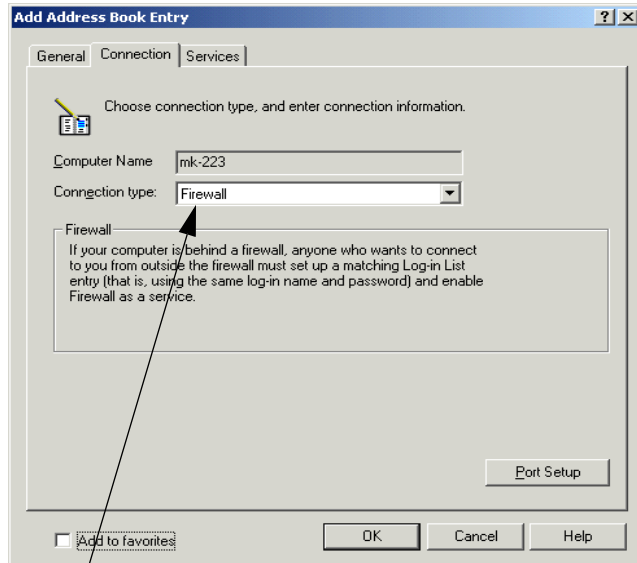 Add Address Book Entry
General Connection Services
Choose connection type, and enter connection information.
Computer Name mk-223
Connection type: Firewall
Firewall
If your computer is behind a firewall, anyone who wants to connect
to you from outside the firewall must set up a matching Log-in List
entry (that is, using the same log-in name and password) and enable
Firewall as a service.
Port Setup
Add to favorites OK Cancel Help